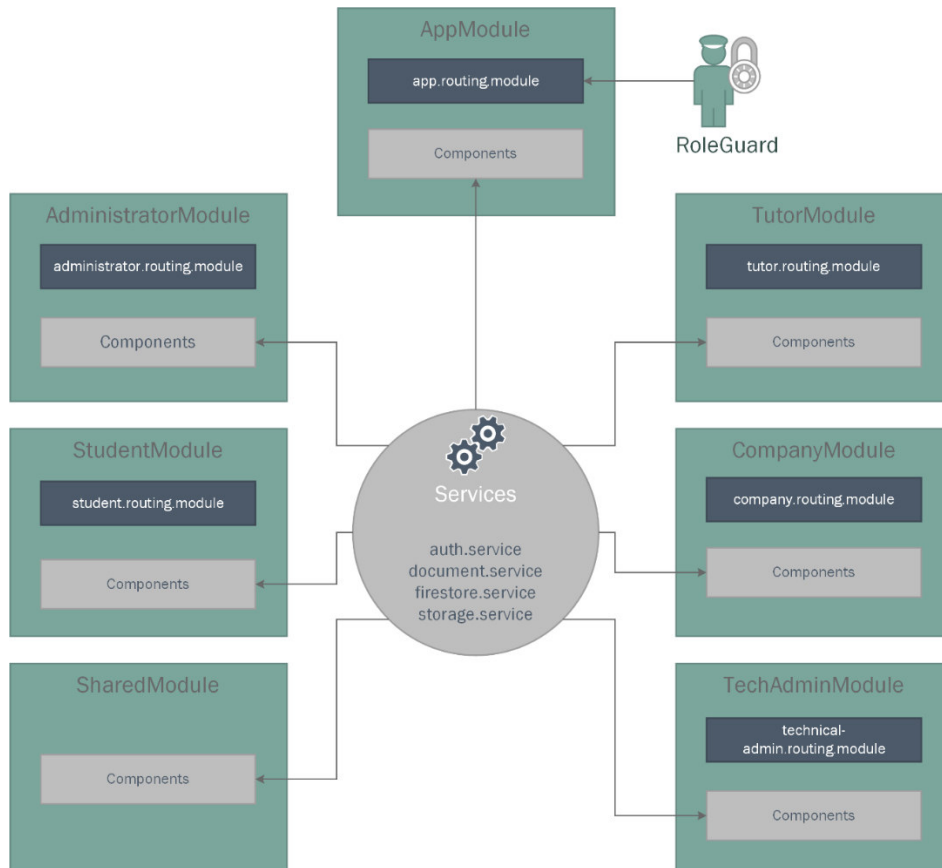 AppModule
app.routing.module
Components
RoleGuard
AdministratorModule
administrator.routing.module
Components
TutorModule
tutor.routing.module
Components
StudentModule
student.routing.module
Components
Services
auth.service
document.service
firestore.service
storage.service
CompanyModule
company.routing.module
Components
SharedModule
Components
TechAdminModule
technical-
admin.routing.module
Components